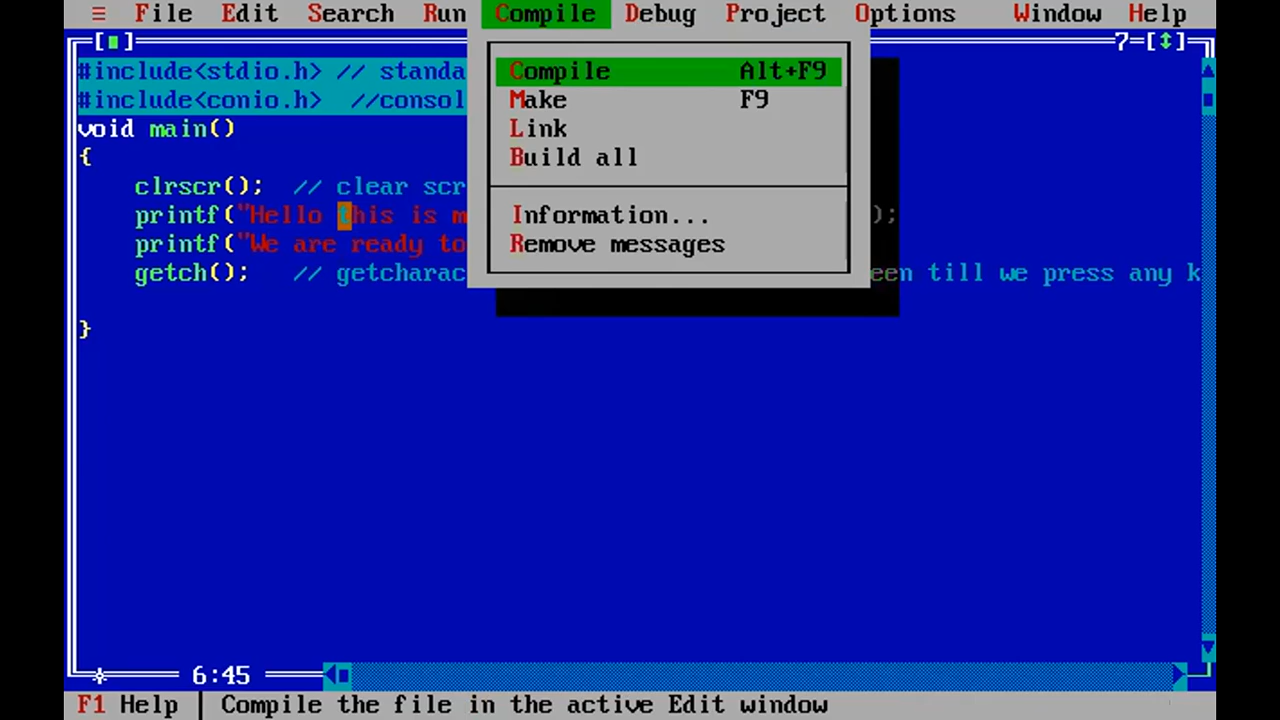 ≡ File Edit Search Run Compile Debug Project Options Window Help
[■] 7=[↕]
#include<stdio.h> // standa
#include<conio.h> //consol
void main()
{
clrscr(); // clear scr
printf("Hello this is m );
printf("We are ready to
getch(); // getcharac een till we press any k
}
Compile Alt+F9
Make F9
Link
Build all
Information...
Remove messages
6:45
F1 Help │ Compile the file in the active Edit window